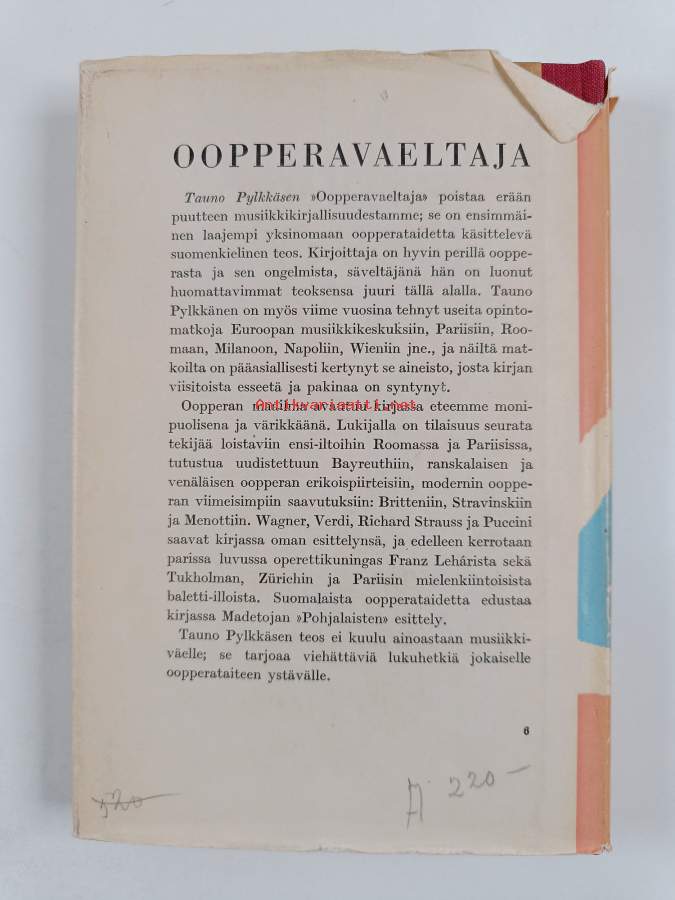 OOPPERAVAELTAJA
Tauno Pylkkäsen »Oopperavaeltaja» poistaa erään
puutteen musiikkikirjallisuudestamme; se on ensimmäi-
nen laajempi yksinomaan oopperataidetta käsittelevä
suomenkielinen teos. Kirjoittaja on hyvin perillä ooppe-
rasta ja sen ongelmista, säveltäjänä hän on luonut
huomattavimmat teoksensa juuri tällä alalla. Tauno
Pylkkänen on myös viime vuosina tehnyt useita opinto-
matkoja Euroopan musiikkikeskuksiin, Pariisiin, Roo-
maan, Milanoon, Napoliin, Wieniin jne., ja näiltä mat-
koilta on pääasiallisesti kertynyt se aineisto, josta kirjan
viisitoista esseetä ja pakinaa on syntynyt.
Antikvariaatti.net
Oopperan maailma avautuu kirjassa eteemme moni-
puolisena ja värikkäänä. Lukijalla on tilaisuus seurata
tekijää loistaviin ensi-iltoihin Roomassa ja Pariisissa,
tutustua uudistettuun Bayreuthiin, ranskalaisen ja
venäläisen oopperan erikoispiirteisiin, modernin ooppe-
ran viimeisimpiin saavutuksiin: Britteniin, Stravinskiin
ja Menottiin. Wagner, Verdi, Richard Strauss ja Puccini
saavat kirjassa oman esittelynsä, ja edelleen kerrotaan
parissa luvussa operettikuningas Franz Lehárista sekä
Tukholman, Zürichin ja Pariisin mielenkiintoisista
baletti-illoista. Suomalaista oopperataidetta edustaa
kirjassa Madetojan »Pohjalaisten» esittely.
Tauno Pylkkäsen teos ei kuulu ainoastaan musiikki-
väelle; se tarjoaa viehättäviä lukuhetkiä jokaiselle
oopperataiteen ystävälle.
6
520
A 220-